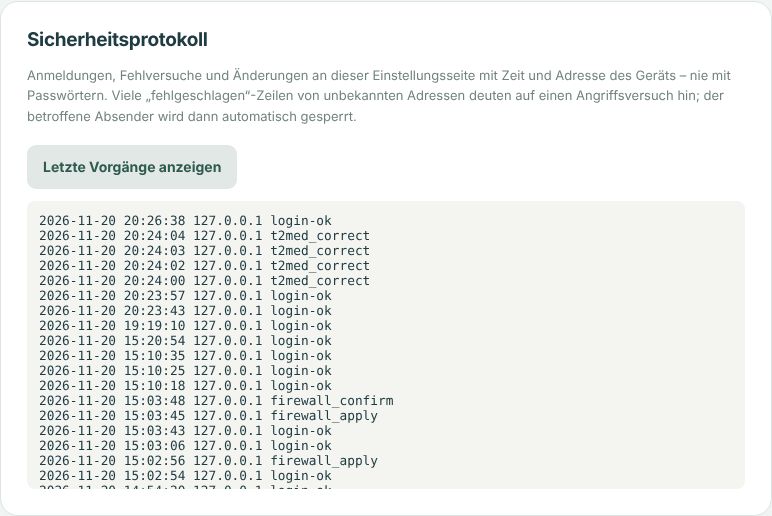 Sicherheitsprotokoll
Anmeldungen, Fehlversuche und Änderungen an dieser Einstellungsseite mit Zeit und Adresse des Geräts – nie mit
Passwörtern. Viele „fehlgeschlagen“-Zeilen von unbekannten Adressen deuten auf einen Angriffsversuch hin; der
betroffene Absender wird dann automatisch gesperrt.
Letzte Vorgänge anzeigen
2026-11-20 20:26:38 127.0.0.1 login-ok
2026-11-20 20:24:04 127.0.0.1 t2med_correct
2026-11-20 20:24:03 127.0.0.1 t2med_correct
2026-11-20 20:24:02 127.0.0.1 t2med_correct
2026-11-20 20:24:00 127.0.0.1 t2med_correct
2026-11-20 20:23:57 127.0.0.1 login-ok
2026-11-20 20:23:43 127.0.0.1 login-ok
2026-11-20 19:19:10 127.0.0.1 login-ok
2026-11-20 15:20:54 127.0.0.1 login-ok
2026-11-20 15:10:35 127.0.0.1 login-ok
2026-11-20 15:10:25 127.0.0.1 login-ok
2026-11-20 15:10:18 127.0.0.1 login-ok
2026-11-20 15:03:48 127.0.0.1 firewall_confirm
2026-11-20 15:03:45 127.0.0.1 firewall_apply
2026-11-20 15:03:43 127.0.0.1 login-ok
2026-11-20 15:03:06 127.0.0.1 login-ok
2026-11-20 15:02:56 127.0.0.1 firewall_apply
2026-11-20 15:02:54 127.0.0.1 login-ok